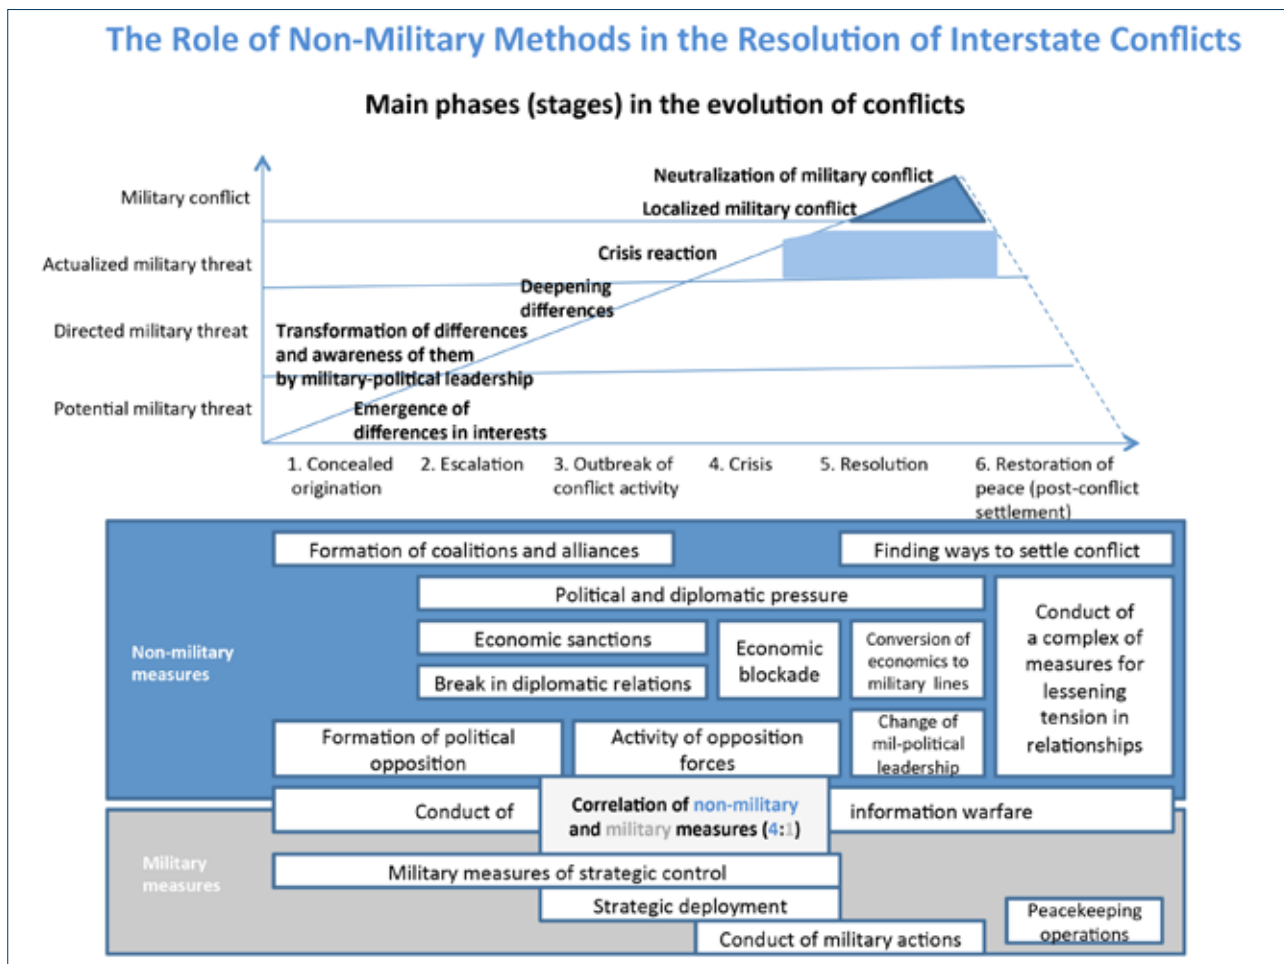 The Role of Non-Military Methods in the Resolution of Interstate Conflicts
Main phases (stages) in the evolution of conflicts
Military conflict
Actualized military threat
Directed military threat
Potential military threat
Neutralization of military conflict
Localized military conflict
Crisis reaction
Deepening
differences
Transformation of differences
and awareness of them
by military-political leadership
Emergence of
differences in interests
1. Concealed
origination
2. Escalation
3. Outbreak of
conflict activity
4. Crisis
5. Resolution
6. Restoration of
peace (post-conflict
settlement)
Non-military
measures
Formation of coalitions and alliances
Finding ways to settle conflict
Political and diplomatic pressure
Economic sanctions
Break in diplomatic relations
Economic
blockade
Conversion of
economics to
military lines
Conduct of
a complex of
measures for
lessening
tension in
relationships
Formation of political
opposition
Activity of opposition
forces
Change of
mil-political
leadership
Conduct of
Correlation of non-military
and military measures (4:1)
information warfare
Military
measures
Military measures of strategic control
Strategic deployment
Conduct of military actions
Peacekeeping
operations